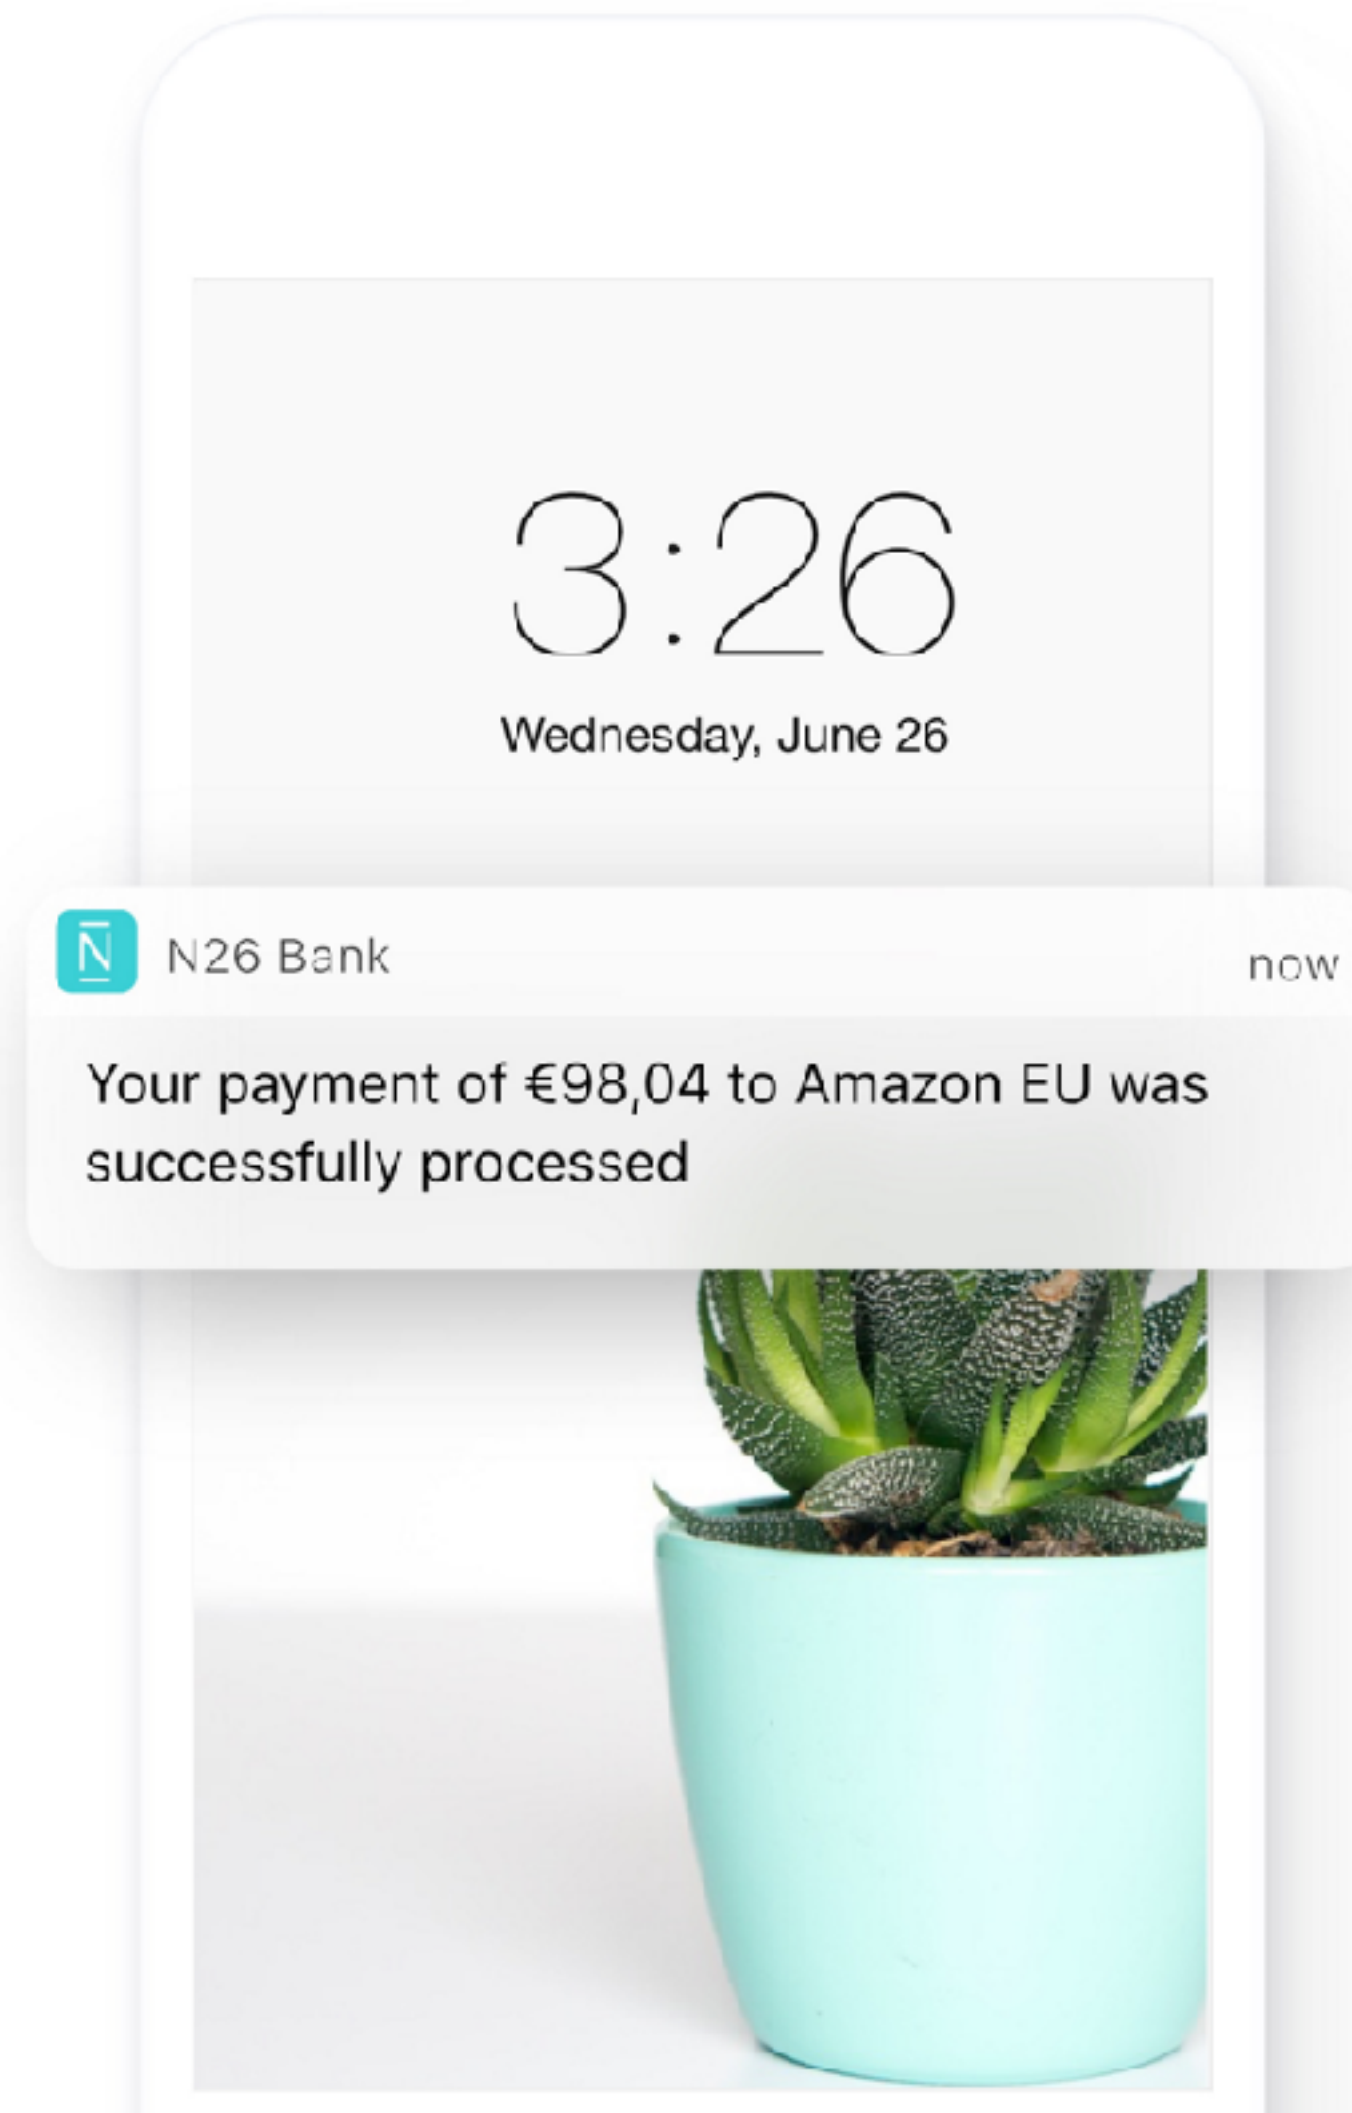 3:26
Wednesday, June 26
N
N26 Bank
now
Your payment of €98,04 to Amazon EU was
successfully processed